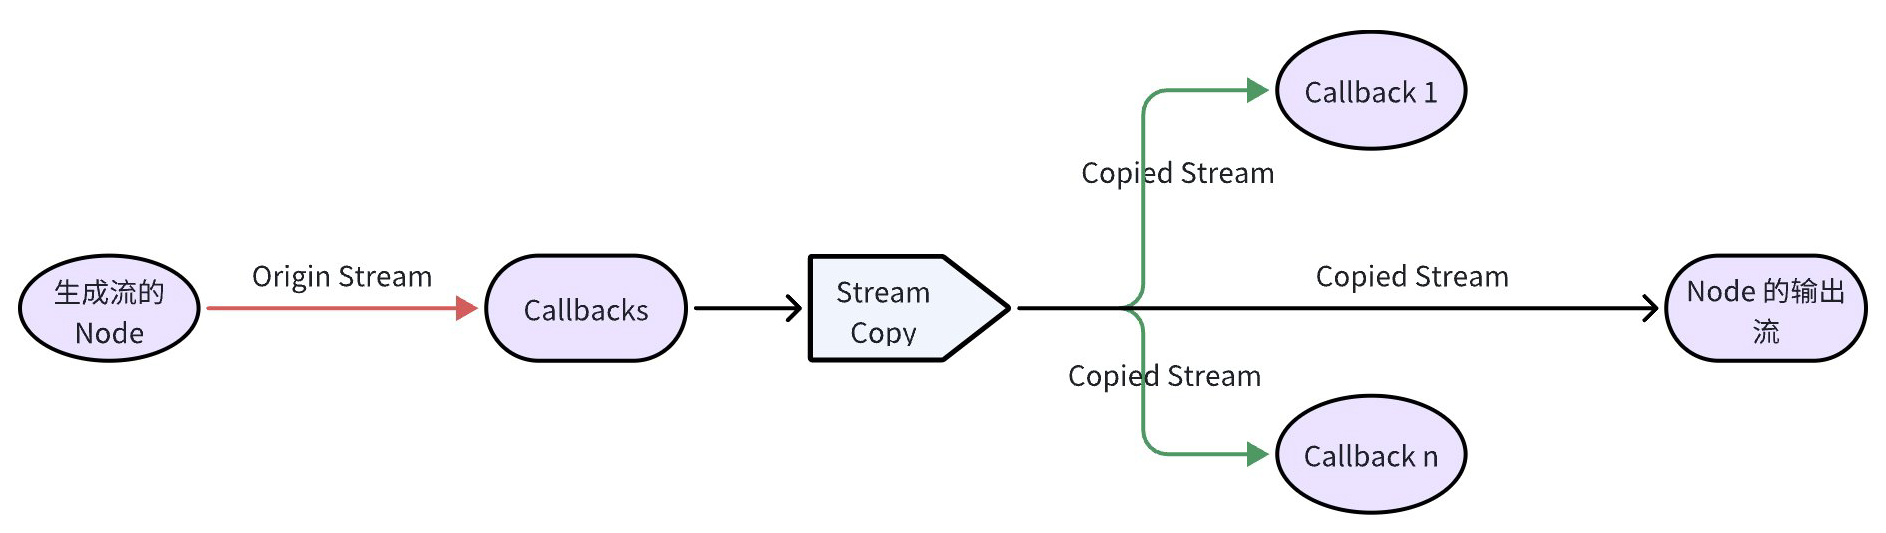 生成流的
Node
Origin Stream
Callbacks
Stream
Copy
Copied Stream
Callback 1
Copied Stream
Node 的输出
流
Copied Stream
Callback n